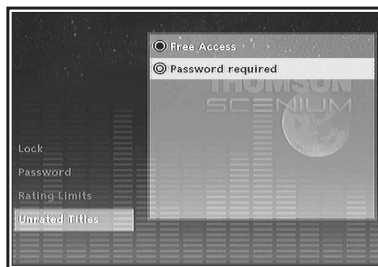 Free Access
Password required
THOMSON
SCENIUM
Lock
Password
Rating Limits
Unrated Titles